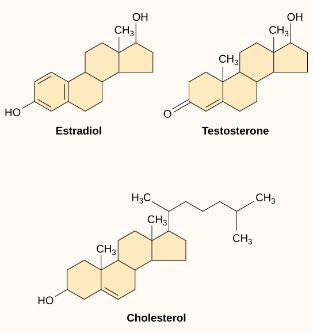 OH
CH3
HO
Estradiol
OH
CH3
CH3
O
Testosterone
H3C
CH3
CH3
CH3
CH3
HO
Cholesterol